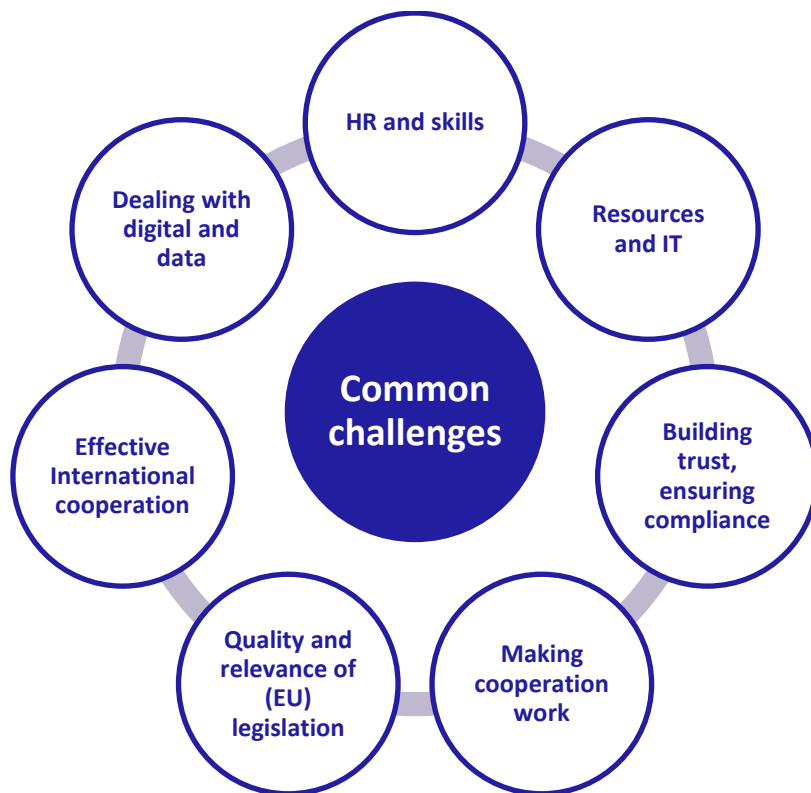 HR and skills
Resources
and IT
Building
trust,
ensuring
compliance
Making
cooperation
work
Quality and
relevance of
(EU)
legislation
Effective
International
cooperation
Dealing with
digital and
data
Common
challenges